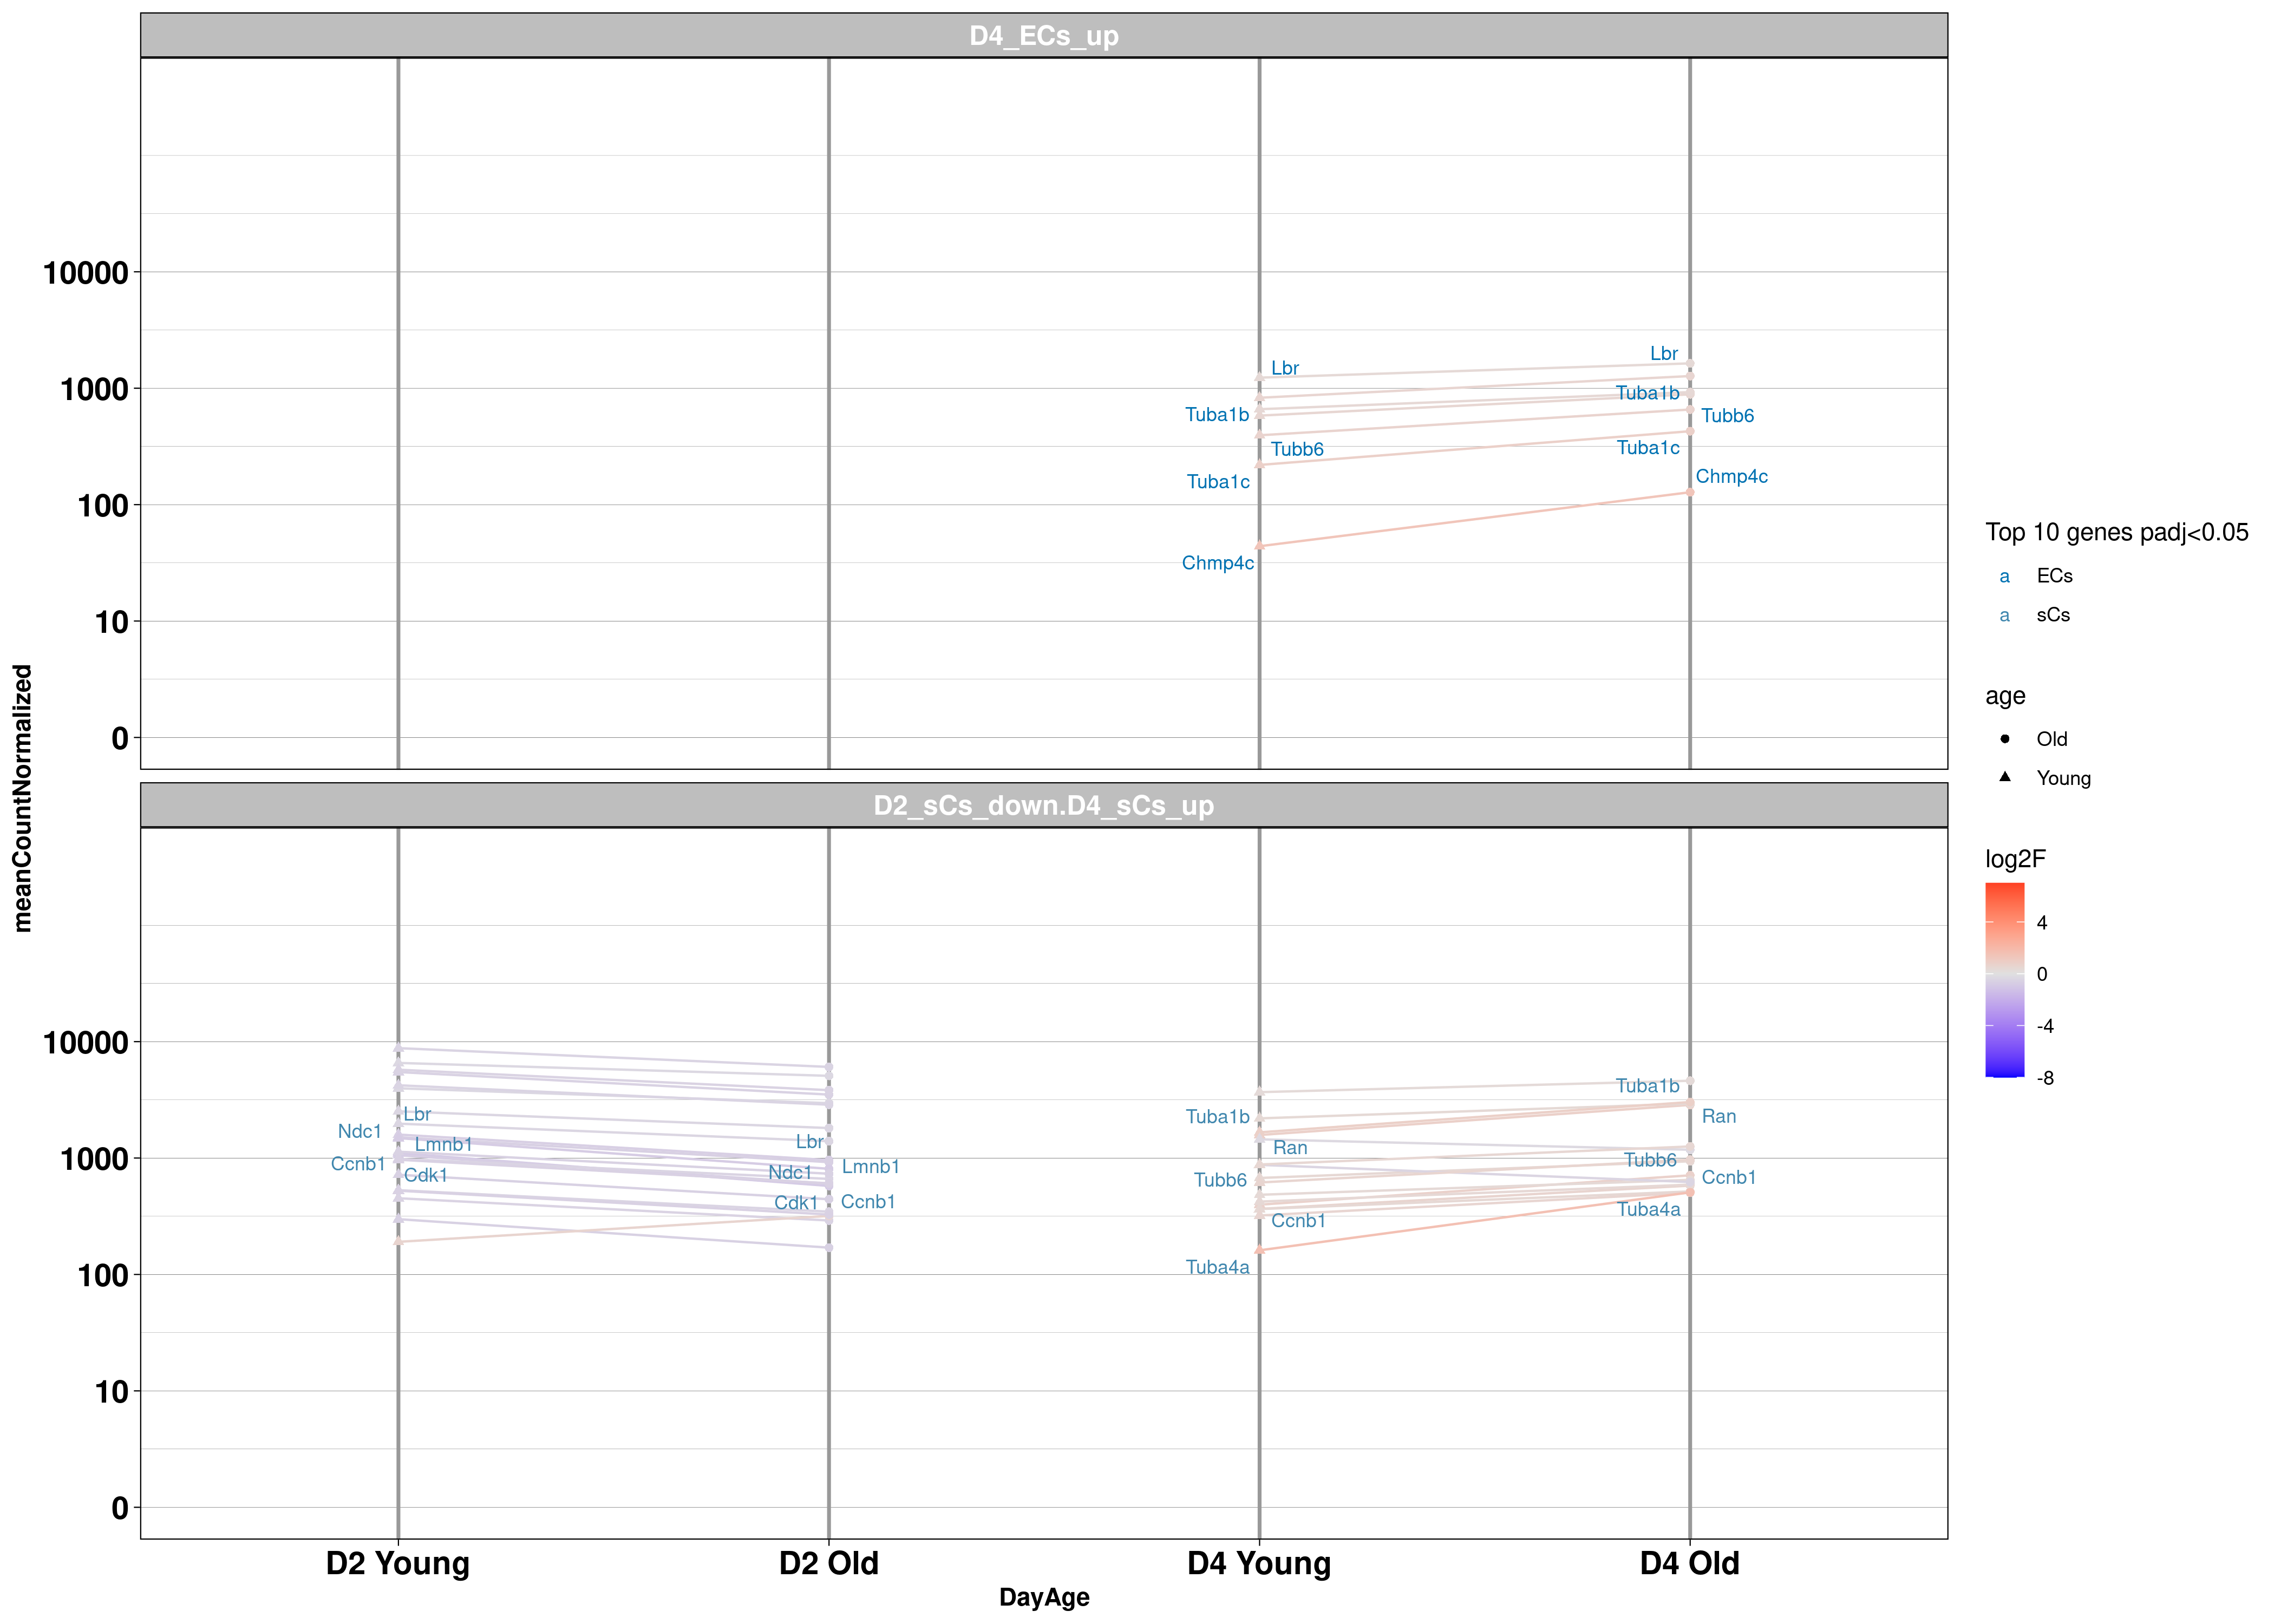 D4_ECs_up
10000
1000
100
10
0
Lbr
Tuba1b
Tubb6
Tuba1c
Chmp4c
Lbr
Tuba1b
Tubb6
Tuba1c
Chmp4c
meanCountNormalized
D2_sCs_down.D4_sCs_up
10000
1000
100
10
0
Lbr
Ndc1
Lmnb1
Ccnb1
Cdk1
Lbr
Lmnb1
Ndc1
Ccnb1
Cdk1
Tuba1b
Ran
Tubb6
Ccnb1
Tuba4a
Tuba1b
Ran
Tubb6
Ccnb1
Tuba4a
D2 Young
D2 Old
D4 Young
D4 Old
DayAge
Top 10 genes padj<0.05
a ECs
a sCs
age
Old
Young
log2F
4
0
-4
-8